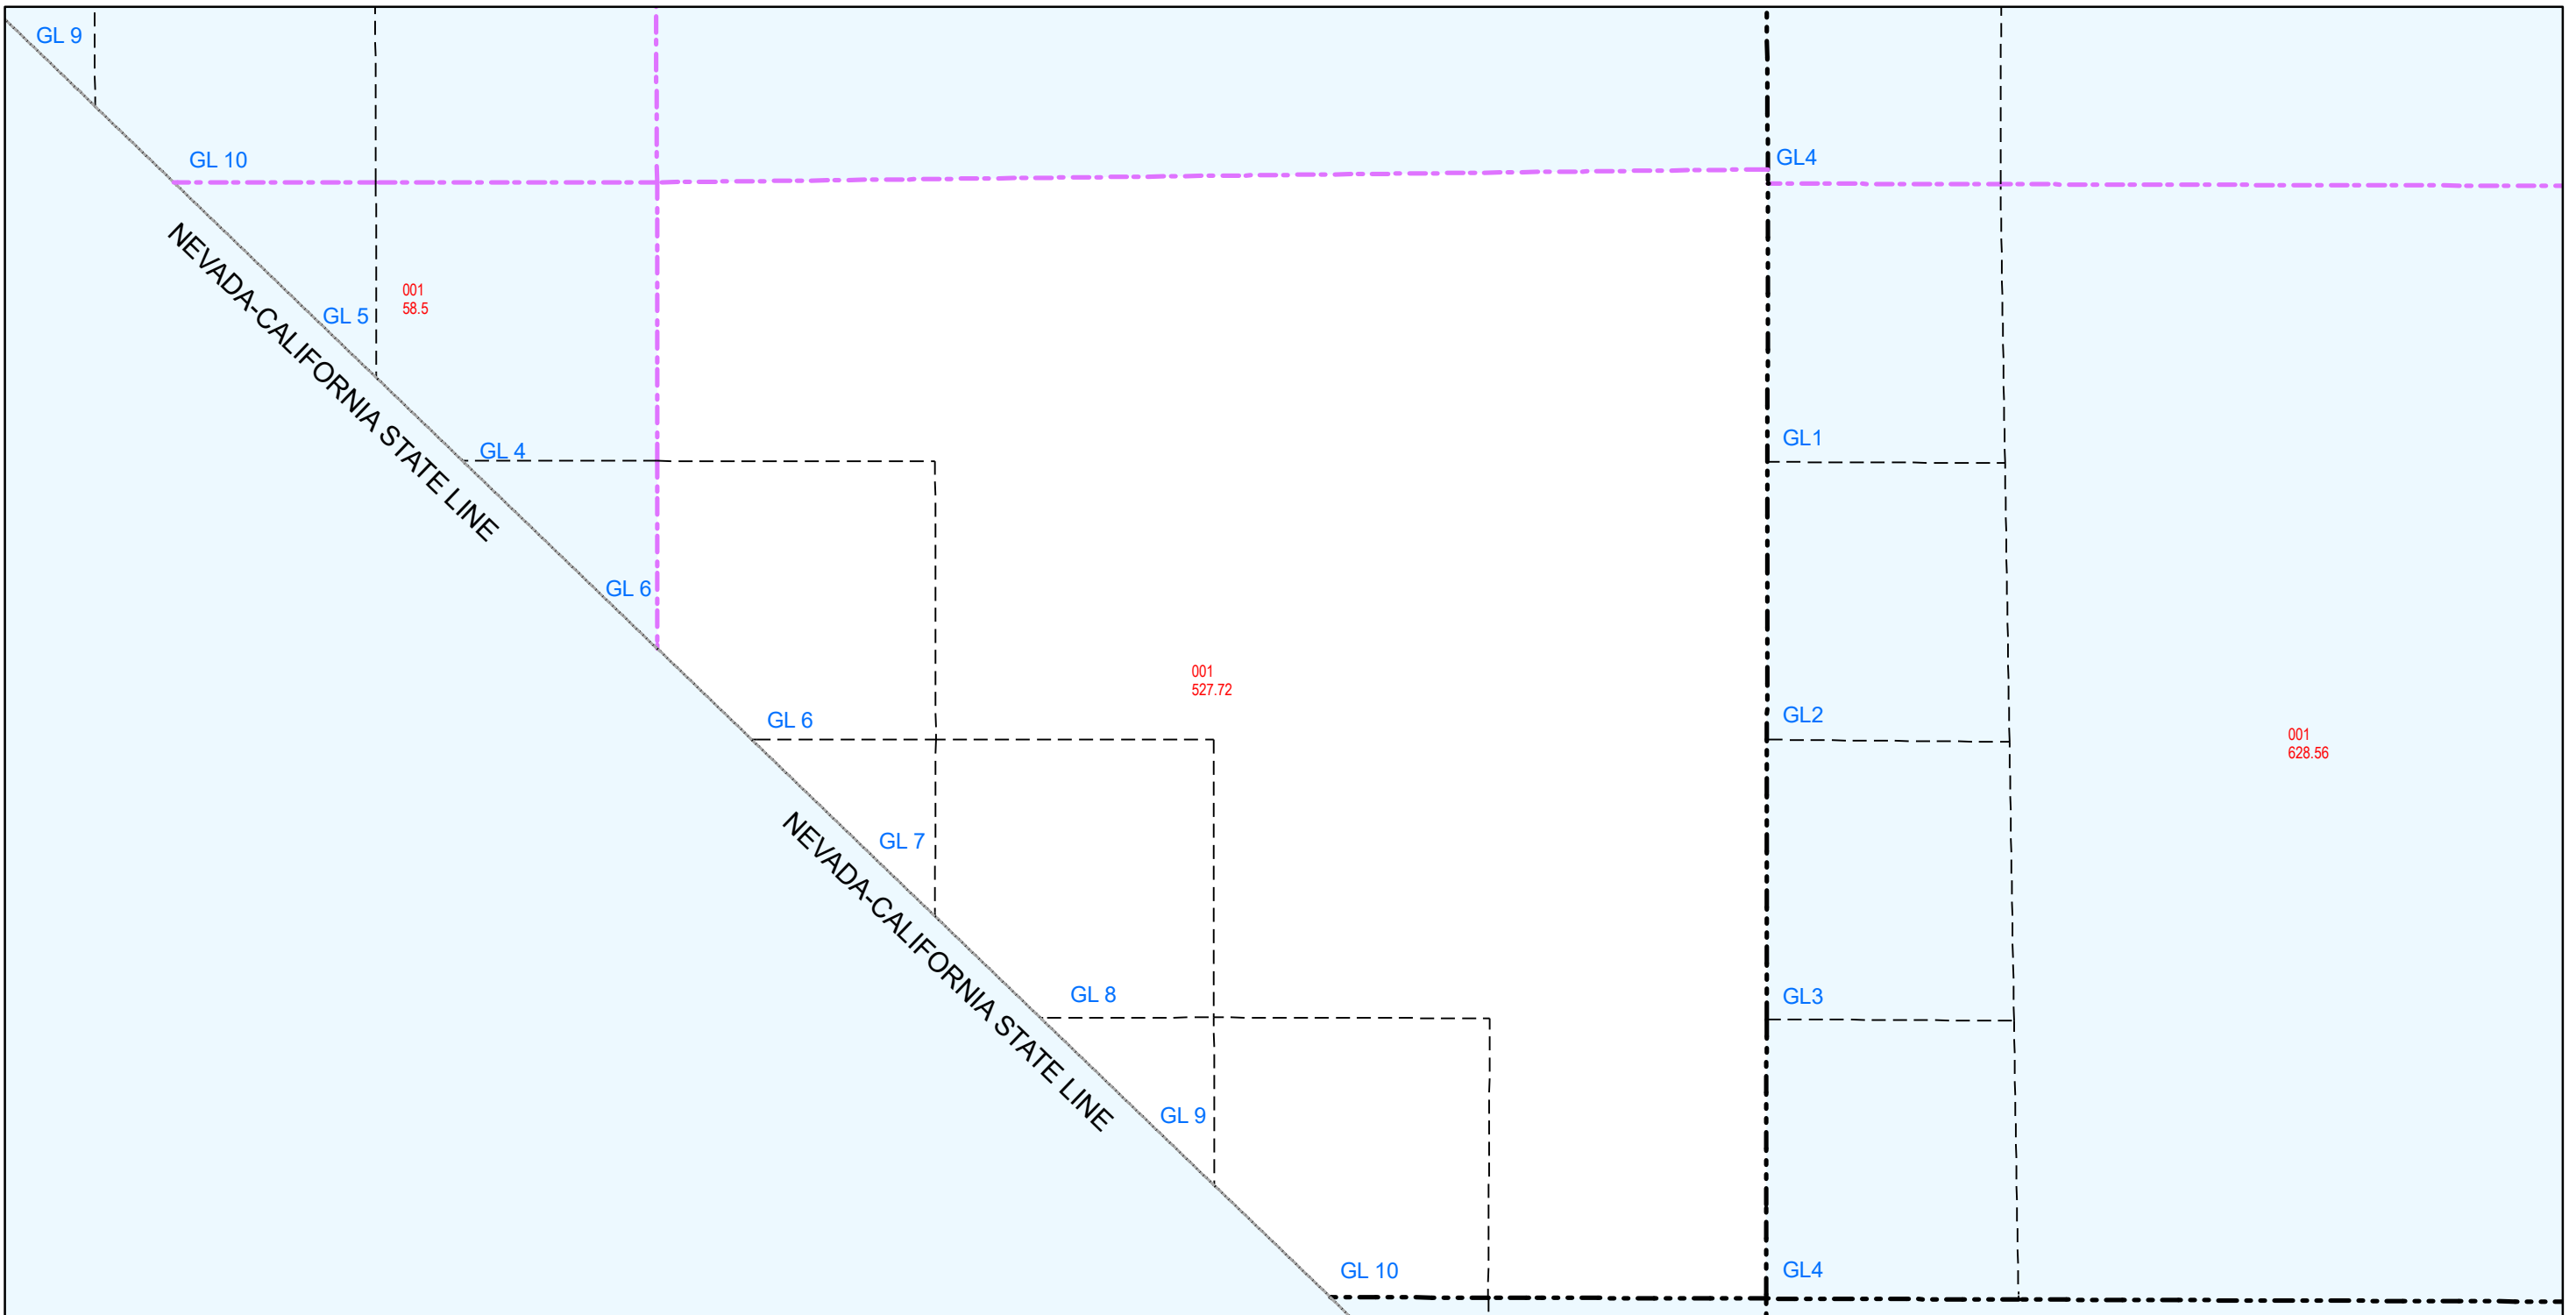 GL 9
GL 10
GL4
NEVADA-CALIFORNIA STATE LINE
001
58.5
GL 5
GL1
GL 4
GL 6
001
527.72
GL 6
GL2
001
628.56
NEVADA-CALIFORNIA STATE LINE
GL 7
GL 8
GL3
GL 9
GL 10
GL4